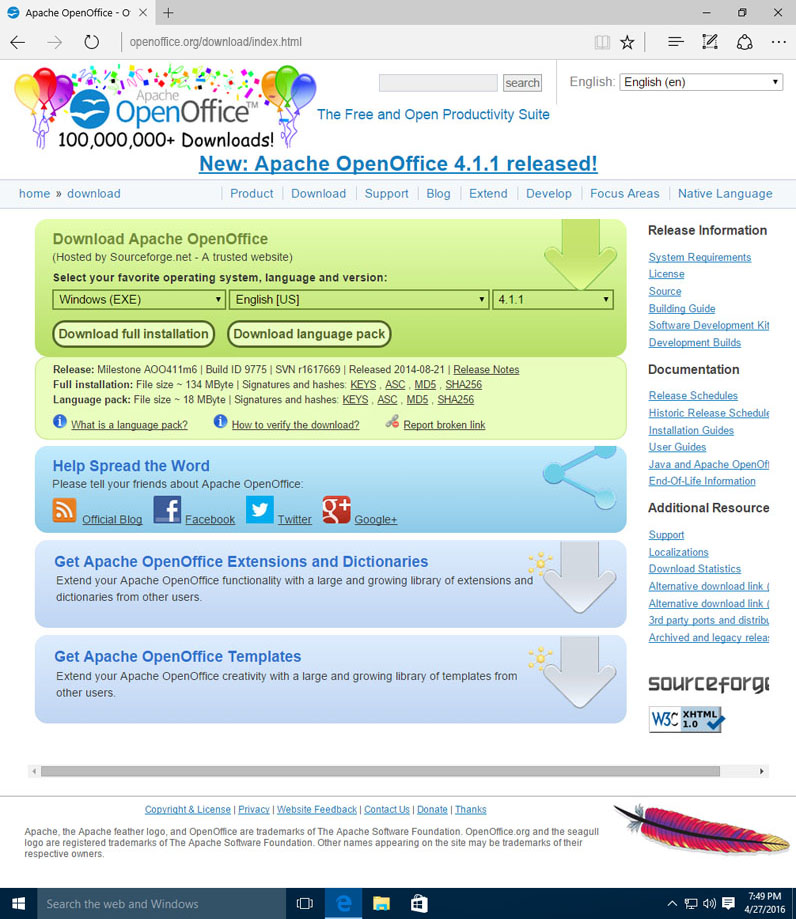 Apache OpenOffice - O
openoffice.org/download/index.html
Apache
OpenOffice™
100,000,000+ Downloads!
search
English: English (en)
The Free and Open Productivity Suite
New: Apache OpenOffice 4.1.1 released!
home » download
Product | Download | Support | Blog | Extend | Develop | Focus Areas | Native Language
Download Apache OpenOffice
(Hosted by Sourceforge.net - A trusted website)
Select your favorite operating system, language and version:
Windows (EXE) English [US] 4.1.1
Download full installation Download language pack
Release: Milestone AOO411m6 | Build ID 9775 | SVN r1617669 | Released 2014-08-21 | Release Notes
Full installation: File size ~ 134 MByte | Signatures and hashes: KEYS , ASC , MD5 , SHA256
Language pack: File size ~ 18 MByte | Signatures and hashes: KEYS , ASC , MD5 , SHA256
What is a language pack? How to verify the download? Report broken link
Help Spread the Word
Please tell your friends about Apache OpenOffice:
Official Blog Facebook Twitter Google+
Get Apache OpenOffice Extensions and Dictionaries
Extend your Apache OpenOffice functionality with a large and growing library of extensions and
dictionaries from other users.
Get Apache OpenOffice Templates
Extend your Apache OpenOffice creativity with a large and growing library of templates from
other users.
Release Information
System Requirements
License
Source
Building Guide
Software Development Kit
Development Builds
Documentation
Release Schedules
Historic Release Schedule
Installation Guides
User Guides
Java and Apache OpenOff
End-Of-Life Information
Additional Resource
Support
Localizations
Download Statistics
Alternative download link (
Alternative download link (
3rd party ports and distribu
Archived and legacy relea
sourceforge
W3C XHTML 1.0
Copyright & License | Privacy | Website Feedback | Contact Us | Donate | Thanks
Apache, the Apache feather logo, and OpenOffice are trademarks of The Apache Software Foundation. OpenOffice.org and the seagull
logo are registered trademarks of The Apache Software Foundation. Other names appearing on the site may be trademarks of their
respective owners.
Search the web and Windows
7:49 PM
4/27/2016